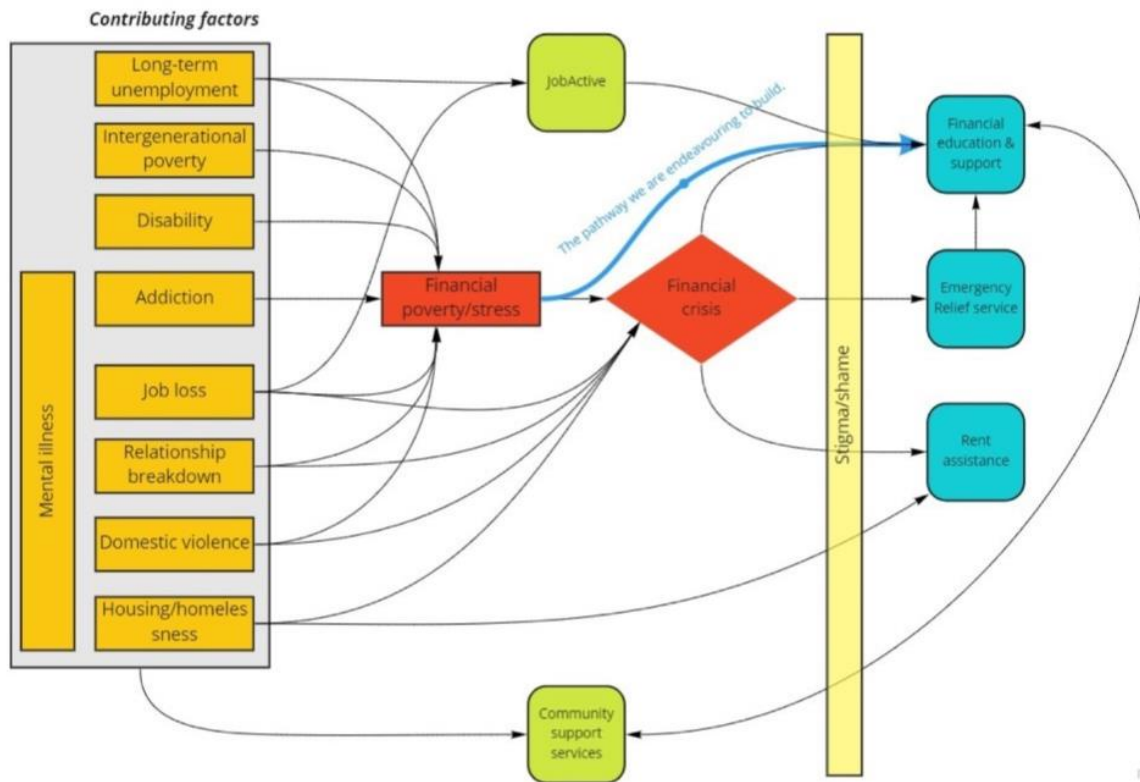 Contributing factors
Long-term
unemployment
Intergenerational
poverty
Disability
Addiction
Job loss
Relationship
breakdown
Domestic violence
Housing/homeles
sness
Mental illness
JobActive
The pathway we are endeavouring to build.
Financial
poverty/stress
Financial
crisis
Stigma/shame
Financial
education &
support
Emergency
Relief service
Rent
assistance
Community
support
services